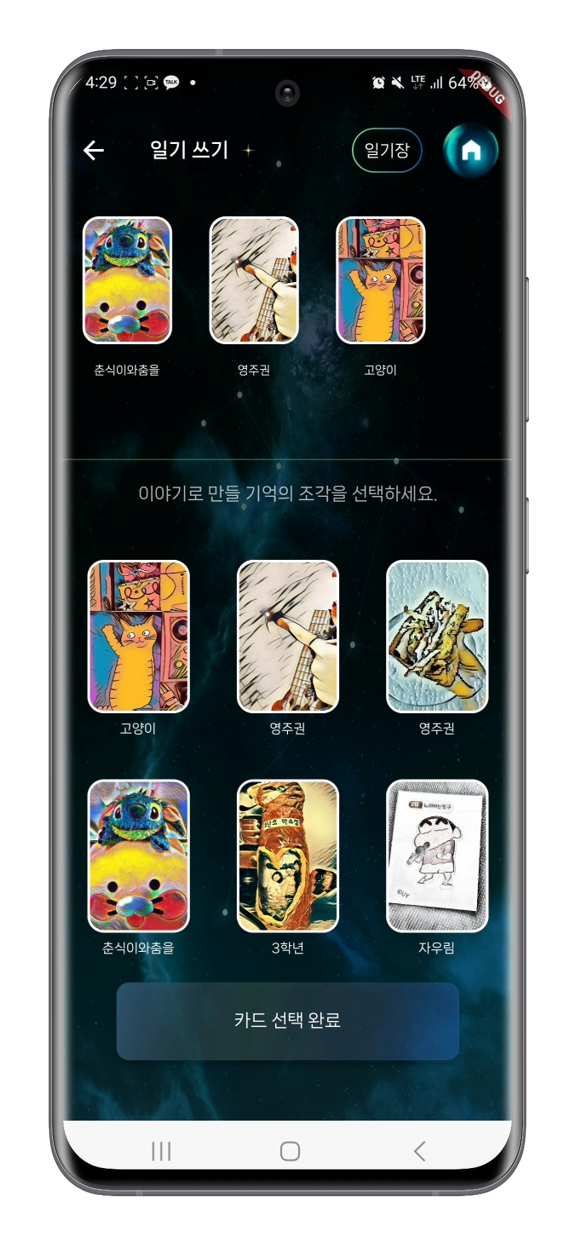 4:29 TALK LTE 64%
DEBUG
일기 쓰기 일기장
춘식이와춤을 영주권 고양이
이야기로 만들 기억의 조각을 선택하세요.
고양이 영주권 영주권
춘식이와춤을 3학년 자우림
카드 선택 완료